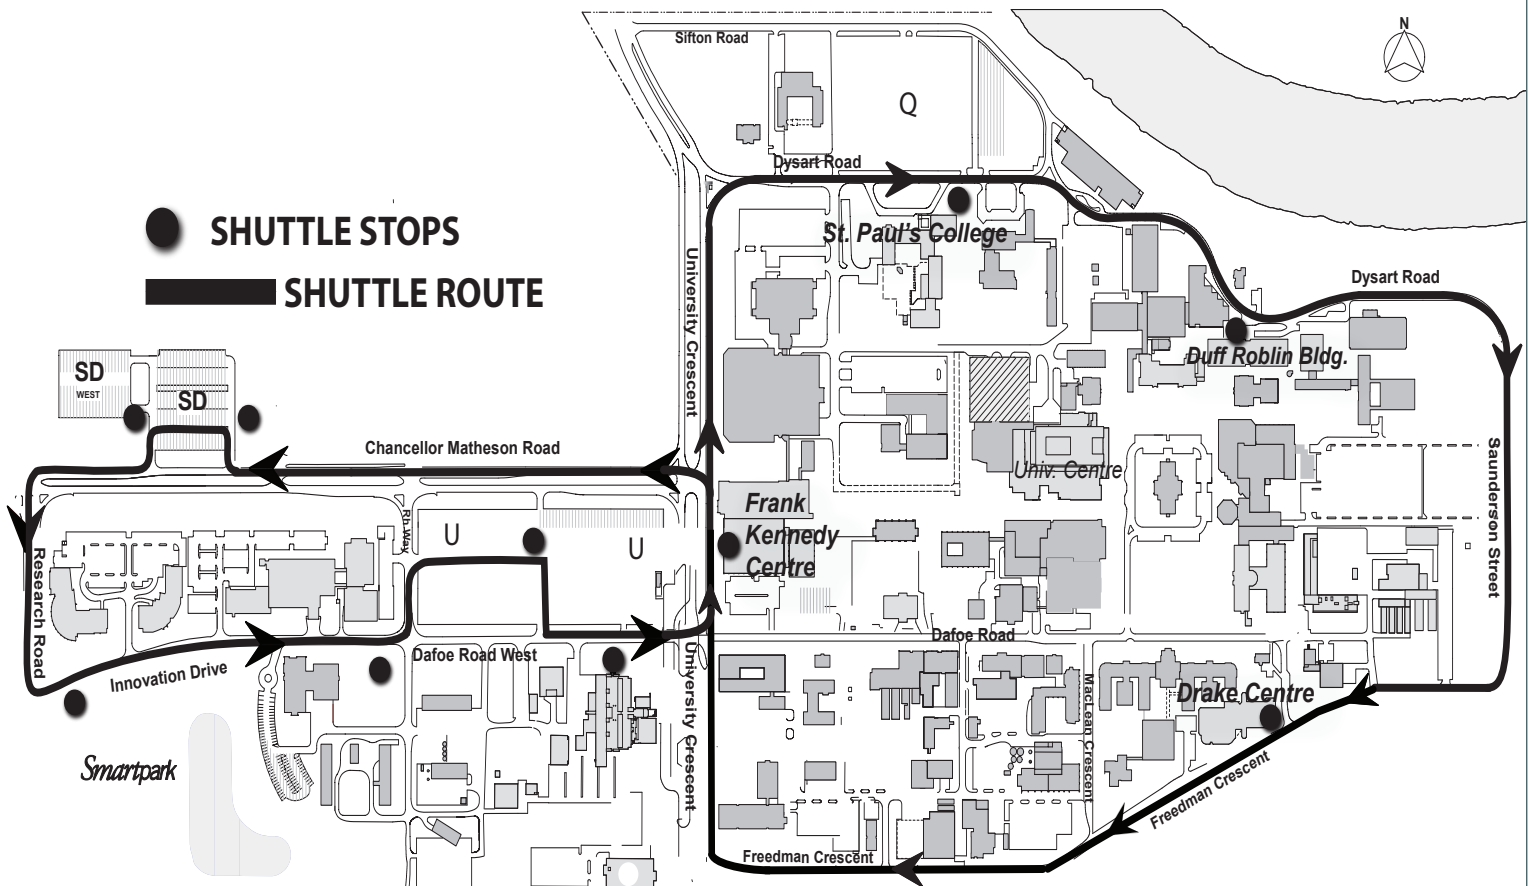 N
Sifton Road
Q
Dysart Road
SHUTTLE STOPS
St. Paul's College
University Crescent
SHUTTLE ROUTE
Dysart Road
Duff Roblin Bldg.
SD
WEST
SD
Chancellor Matheson Road
Univ. Centre
Saunderson Street
Frank
Kennedy
Centre
U
U
Research Road
Dafoe Road
Dafoe Road West
Innovation Drive
University Crescent
MacLean Crescent
Drake Centre
Smartpark
Freedman Crescent
Freedman Crescent